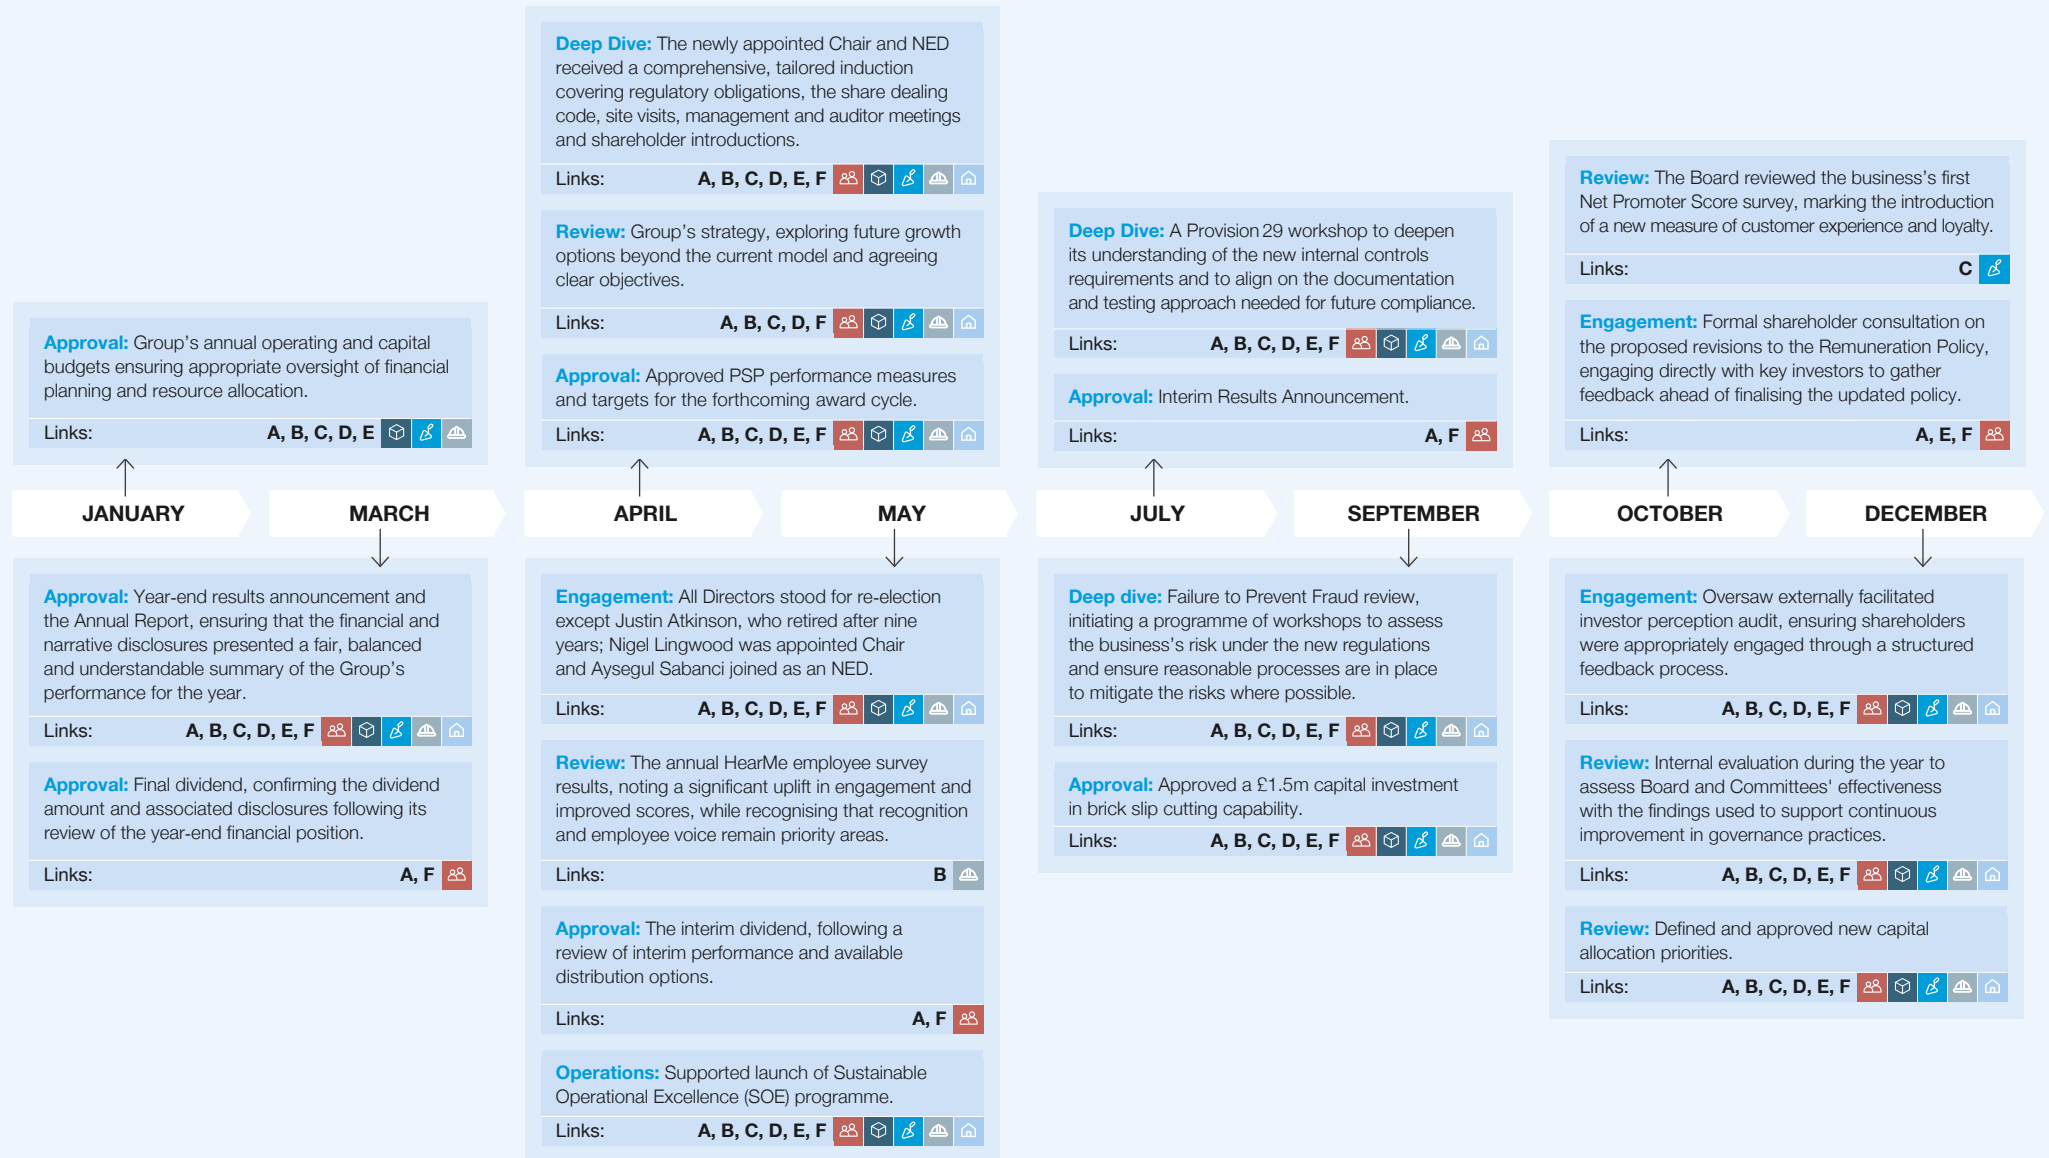 Approval: Group's annual operating and capital
budgets ensuring appropriate oversight of financial
planning and resource allocation.
Links: A, B, C, D, E
Deep Dive: The newly appointed Chair and NED
received a comprehensive, tailored induction
covering regulatory obligations, the share dealing
code, site visits, management and auditor meetings
and shareholder introductions.
Links: A, B, C, D, E, F
Review: Group's strategy, exploring future growth
options beyond the current model and agreeing
clear objectives.
Links: A, B, C, D, F
Approval: Approved PSP performance measures
and targets for the forthcoming award cycle.
Links: A, B, C, D, E, F
Deep Dive: A Provision 29 workshop to deepen
its understanding of the new internal controls
requirements and to align on the documentation
and testing approach needed for future compliance.
Links: A, B, C, D, E, F
Approval: Interim Results Announcement.
Links: A, F
Review: The Board reviewed the business's first
Net Promoter Score survey, marking the introduction
of a new measure of customer experience and loyalty.
Links: C
Engagement: Formal shareholder consultation on
the proposed revisions to the Remuneration Policy,
engaging directly with key investors to gather
feedback ahead of finalising the updated policy.
Links: A, E, F
JANUARY
MARCH
APRIL
MAY
JULY
SEPTEMBER
OCTOBER
DECEMBER
Approval: Year-end results announcement and
the Annual Report, ensuring that the financial and
narrative disclosures presented a fair, balanced
and understandable summary of the Group's
performance for the year.
Links: A, B, C, D, E, F
Approval: Final dividend, confirming the dividend
amount and associated disclosures following its
review of the year-end financial position.
Links: A, F
Engagement: All Directors stood for re-election
except Justin Atkinson, who retired after nine
years; Nigel Lingwood was appointed Chair
and Aysegul Sabanci joined as an NED.
Links: A, B, C, D, E, F
Review: The annual HearMe employee survey
results, noting a significant uplift in engagement and
improved scores, while recognising that recognition
and employee voice remain priority areas.
Links: B
Approval: The interim dividend, following a
review of interim performance and available
distribution options.
Links: A, F
Operations: Supported launch of Sustainable
Operational Excellence (SOE) programme.
Links: A, B, C, D, E, F
Deep dive: Failure to Prevent Fraud review,
initiating a programme of workshops to assess
the business's risk under the new regulations
and ensure reasonable processes are in place
to mitigate the risks where possible.
Links: A, B, C, D, E, F
Approval: Approved a £1.5m capital investment
in brick slip cutting capability.
Links: A, B, C, D, E, F
Engagement: Oversaw externally facilitated
investor perception audit, ensuring shareholders
were appropriately engaged through a structured
feedback process.
Links: A, B, C, D, E, F
Review: Internal evaluation during the year to
assess Board and Committees' effectiveness
with the findings used to support continuous
improvement in governance practices.
Links: A, B, C, D, E, F
Review: Defined and approved new capital
allocation priorities.
Links: A, B, C, D, E, F